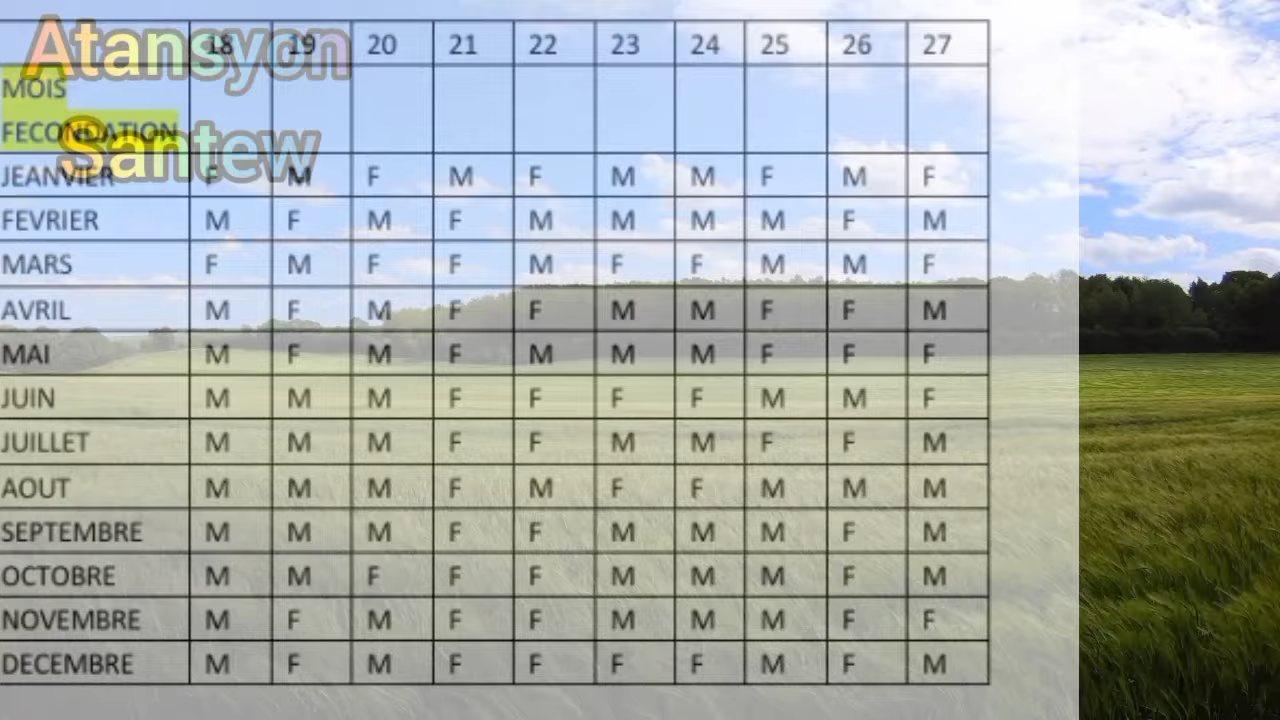 Atansyon
Santew
18 19 20 21 22 23 24 25 26 27
MOIS
FECONDATION
JEANVIER F M F M F M M F M F
FEVRIER M F M F M M M M F M
MARS F M F F M F F M M F
AVRIL M F M F F M M F F M
MAI M F M F M M M F F F
JUIN M M M F F F F M M F
JUILLET M M M F F M M F F M
AOUT M M M F M F F M M M
SEPTEMBRE M M M F F M M M F M
OCTOBRE M M F F F M M M F M
NOVEMBRE M F M F F M M M F F
DECEMBRE M F M F F F F M F M